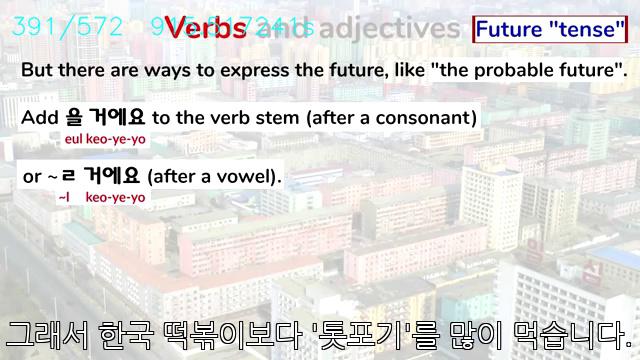 391/572 915.517241s
Verbs and adjectives
Future "tense"
But there are ways to express the future, like "the probable future".
Add 을 거에요 to the verb stem (after a consonant)
eul keo-ye-yo
or ~ㄹ 거에요 (after a vowel).
~l keo-ye-yo
그래서 한국 떡볶이보다 '톳포기'를 많이 먹습니다.